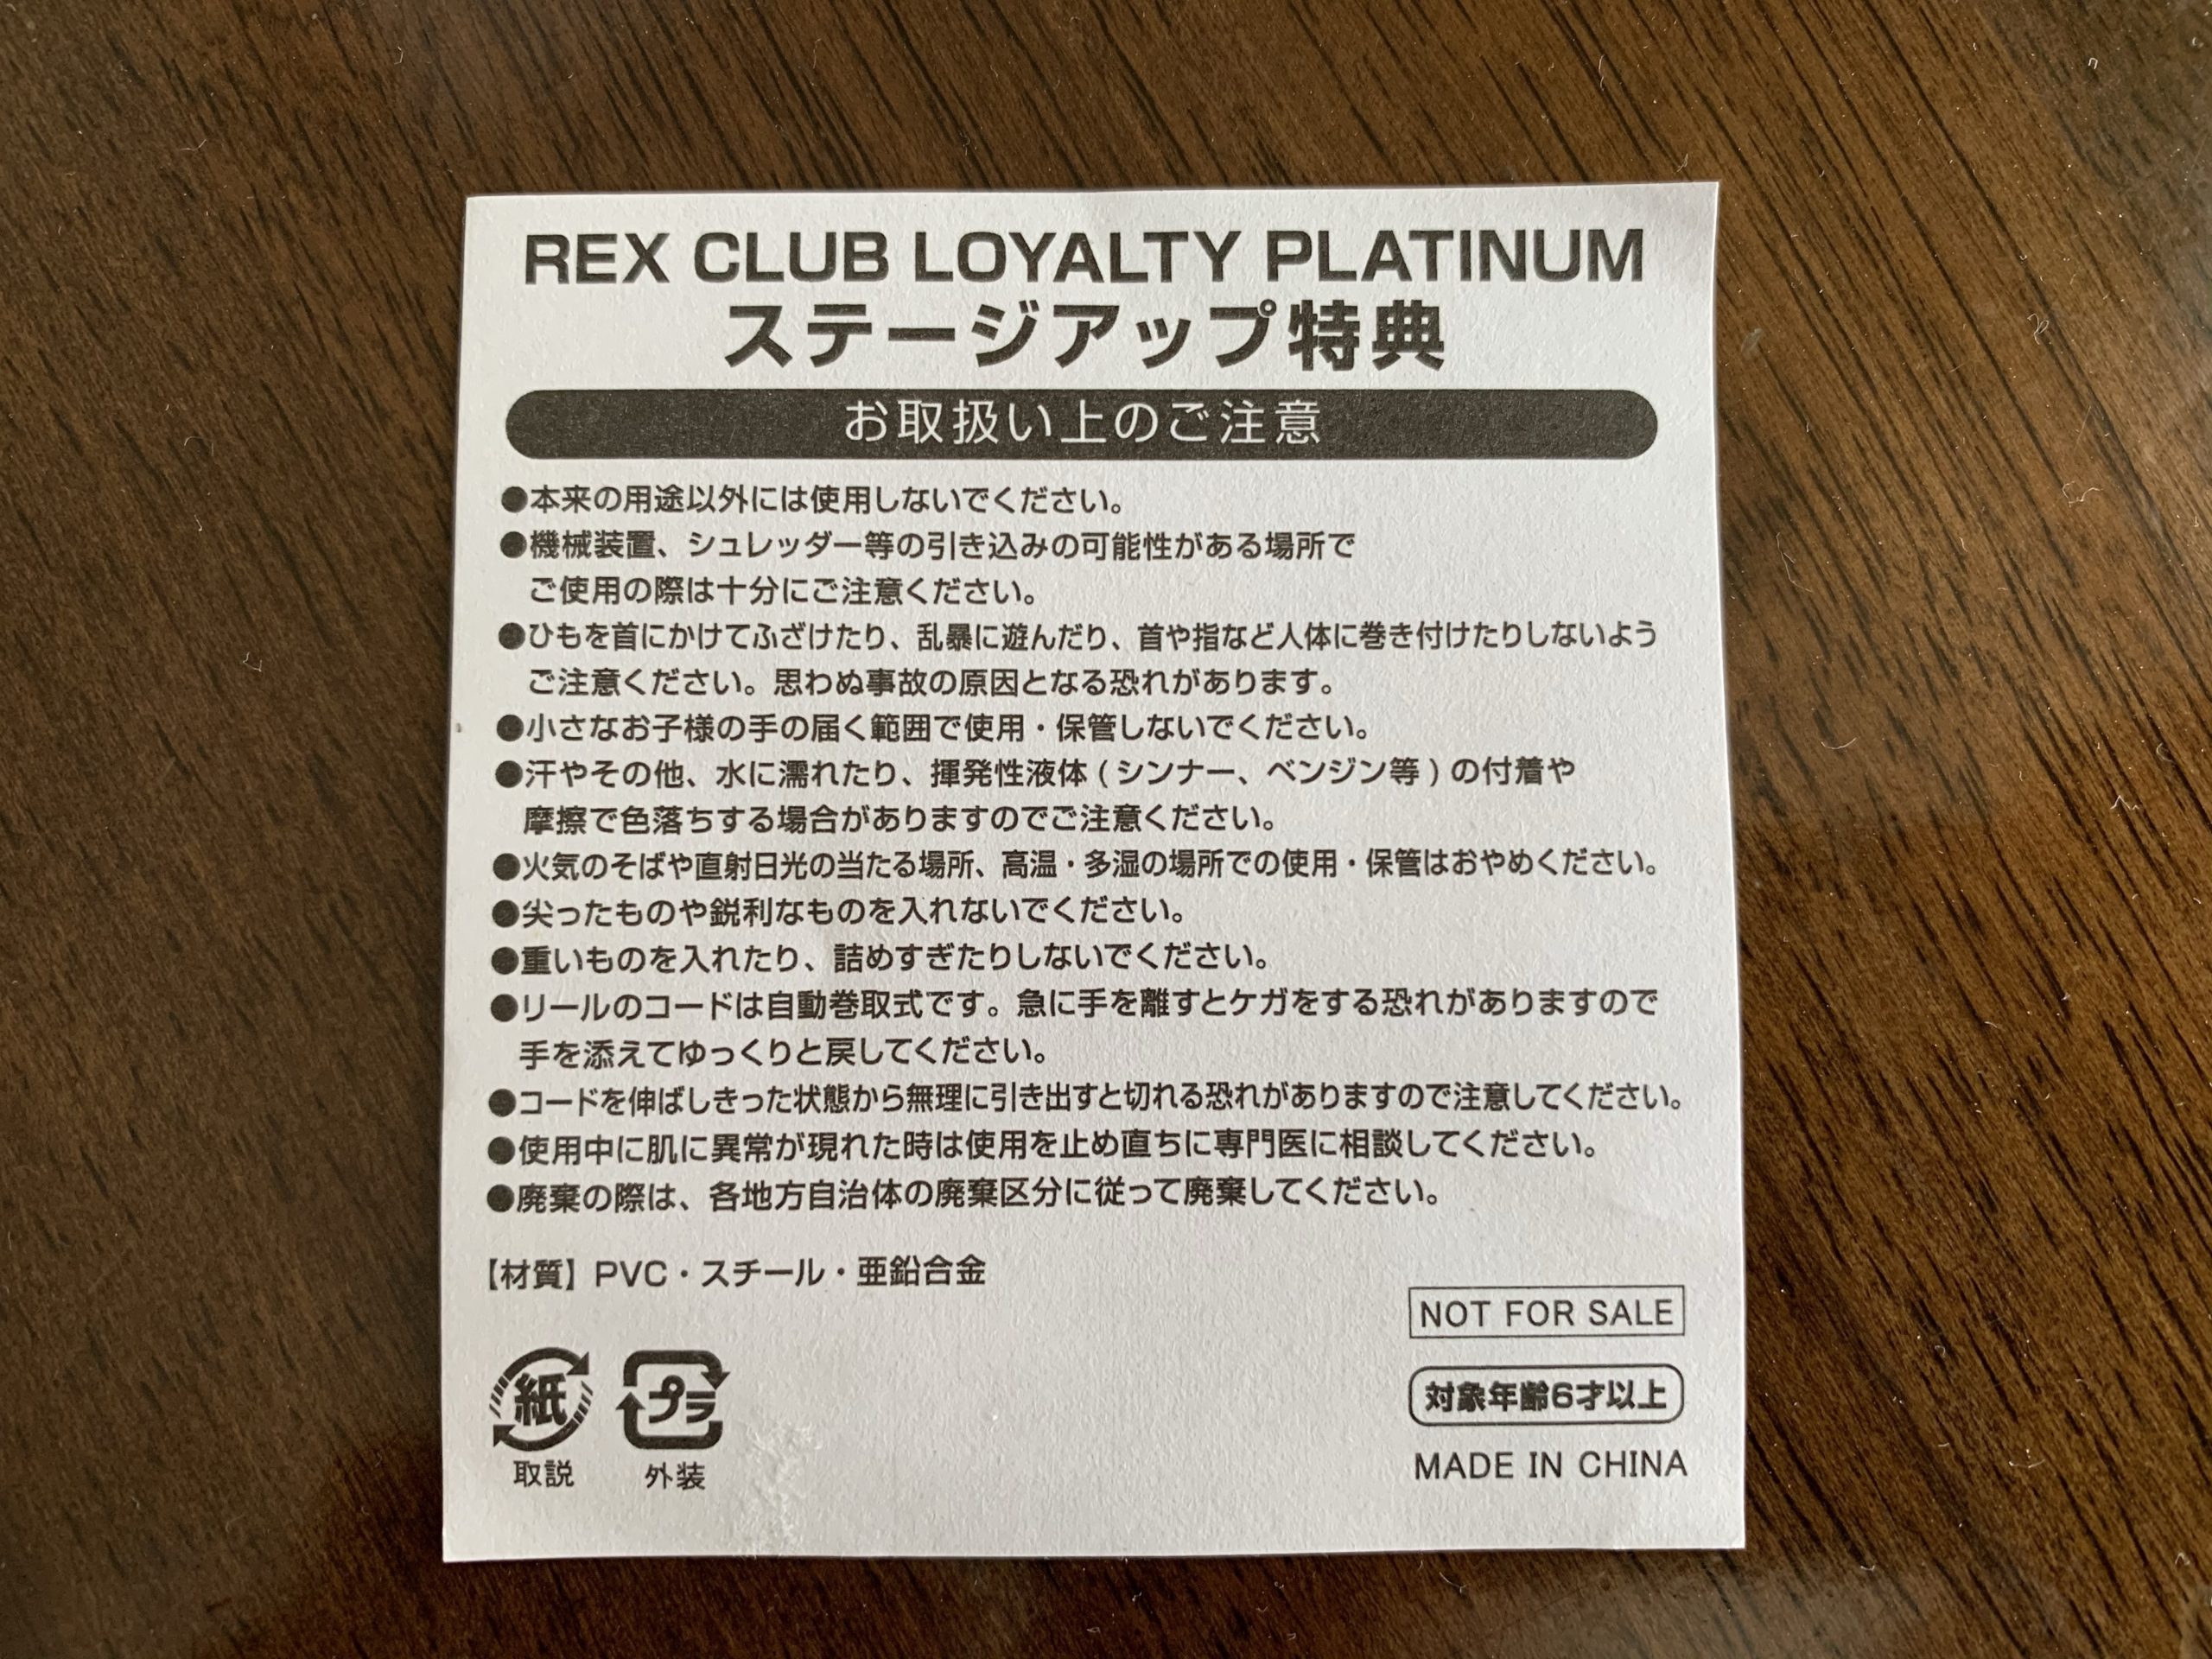 REX CLUB LOYALTY PLATINUM
ステージアップ特典
お取扱い上のご注意
●本来の用途以外には使用しないでください。
●機械装置、シュレッダー等の引き込みの可能性がある場所で
ご使用の際は十分にご注意ください。
●ひもを首にかけてふざけたり、乱暴に遊んだり、首や指など人体に巻き付けたりしないよう
ご注意ください。思わぬ事故の原因となる恐れがあります。
●小さなお子様の手の届く範囲で使用・保管しないでください。
●汗やその他、水に濡れたり、揮発性液体(シンナー、ベンジン等)の付着や
摩擦で色落ちする場合がありますのでご注意ください。
●火気のそばや直射日光の当たる場所、高温・多湿の場所での使用・保管はおやめください。
●尖ったものや鋭利なものを入れないでください。
●重いものを入れたり、詰めすぎたりしないでください。
●リールのコードは自動巻取式です。急に手を離すとケガをする恐れがありますので
手を添えてゆっくりと戻してください。
●コードを伸ばしきった状態から無理に引き出すと切れる恐れがありますので注意してください。
●使用中に肌に異常が現れた時は使用を止め直ちに専門医に相談してください。
●廃棄の際は、各地方自治体の廃棄区分に従って廃棄してください。
【材質】PVC・スチール・亜鉛合金
NOT FOR SALE
紙 プラ
対象年齢6才以上
取説 外装
MADE IN CHINA